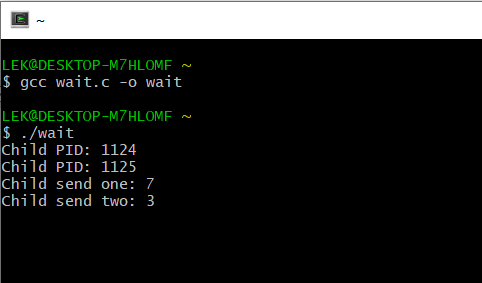 ~
LEK@DESKTOP-M7HLOMF ~
$ gcc wait.c -o wait
LEK@DESKTOP-M7HLOMF ~
$ ./wait
Child PID: 1124
Child PID: 1125
Child send one: 7
Child send two: 3